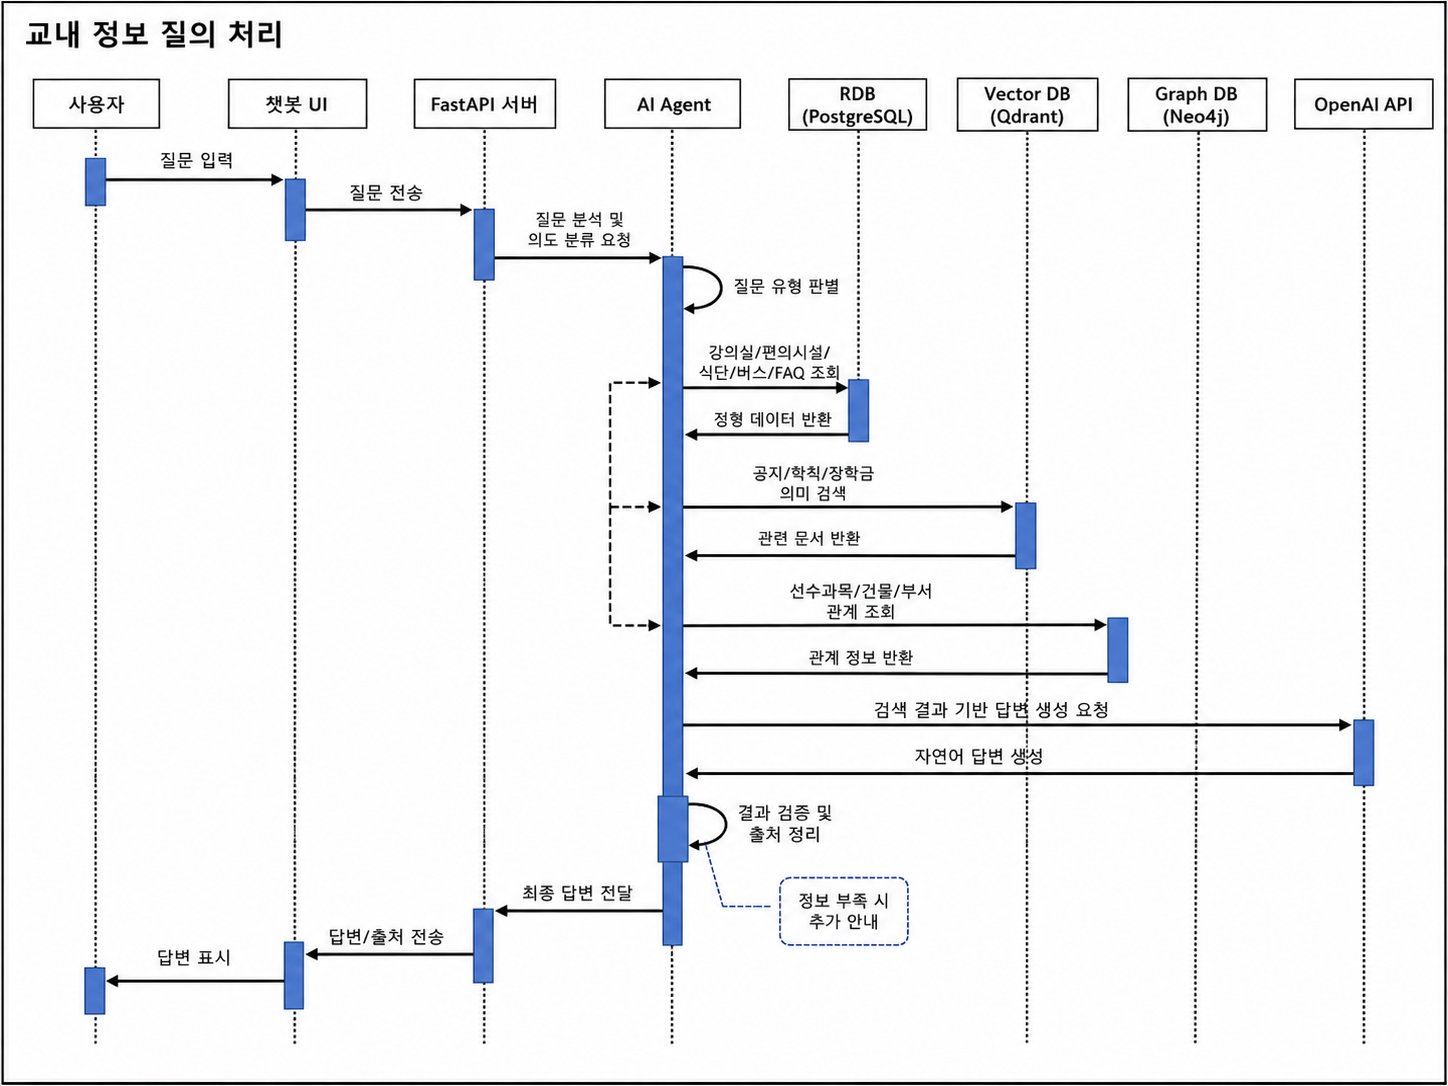 교내 정보 질의 처리
사용자
챗봇 UI
FastAPI 서버
AI Agent
RDB
(PostgreSQL)
Vector DB
(Qdrant)
Graph DB
(Neo4j)
OpenAI API
질문 입력
질문 전송
질문 분석 및
의도 분류 요청
질문 유형 판별
강의실/편의시설/
식단/버스/FAQ 조회
정형 데이터 반환
공지/학칙/장학금
의미 검색
관련 문서 반환
선수과목/건물/부서
관계 조회
관계 정보 반환
검색 결과 기반 답변 생성 요청
자연어 답변 생성
결과 검증 및
출처 정리
정보 부족 시
추가 안내
최종 답변 전달
답변/출처 전송
답변 표시